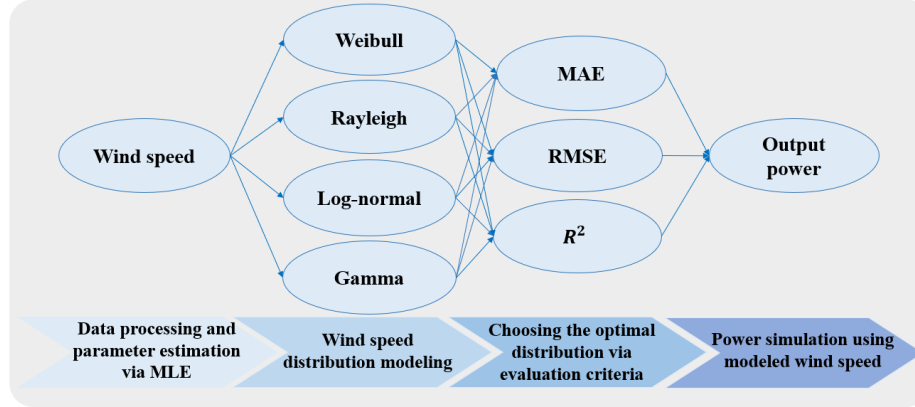 Wind speed
Weibull
Rayleigh
Log-normal
Gamma
MAE
RMSE
R²
Output
power
Data processing and
parameter estimation
via MLE
Wind speed
distribution modeling
Choosing the optimal
distribution via
evaluation criteria
Power simulation using
modeled wind speed